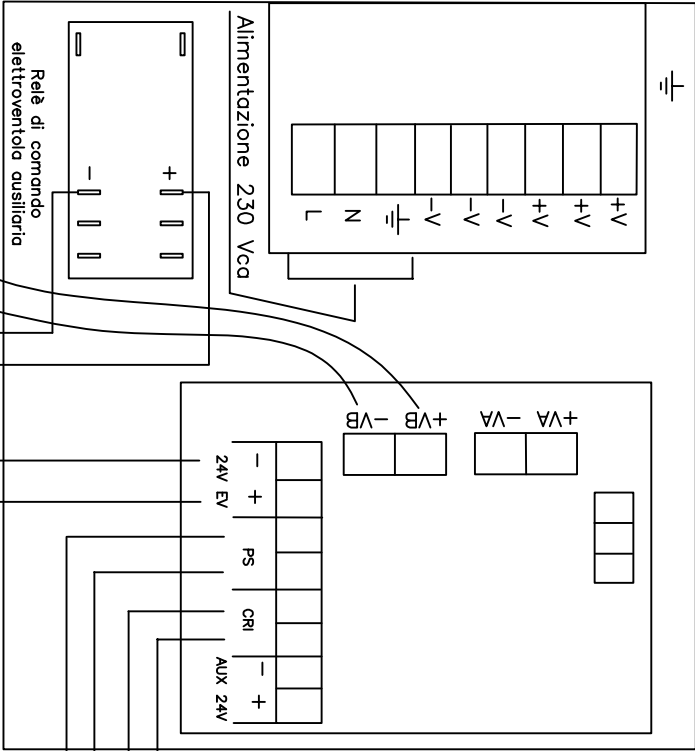 Relè di comando
elettroventola ausiliaria
- +
Alimentazione 230 Vca
L N -V -V -V +V +V +V
-VB +VB -VA +VA
- +
24V EV
PS
CRI
- +
AUX 24V